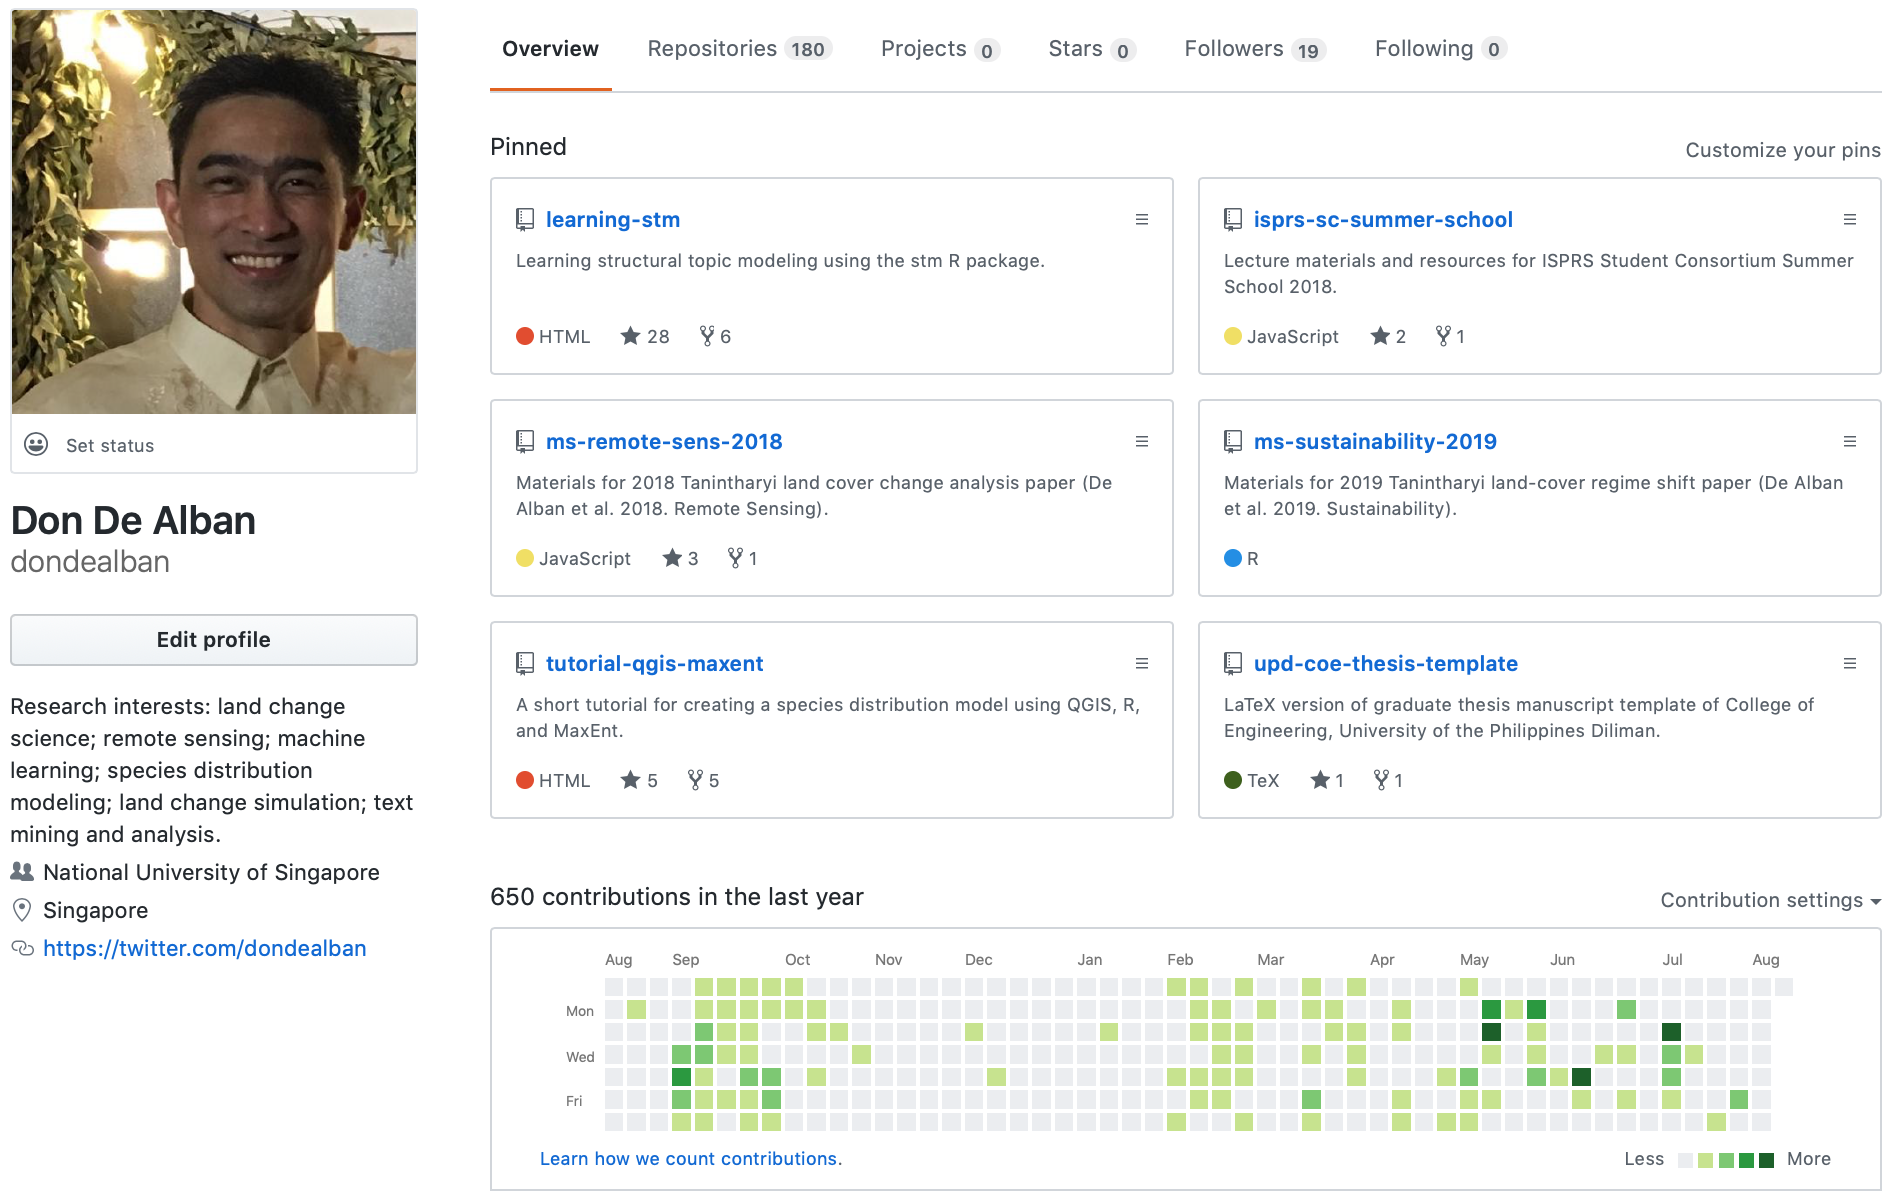 Overview Repositories 180 Projects 0 Stars 0 Followers 19 Following 0
Set status
Don De Alban
dondealban
Edit profile
Research interests: land change
science; remote sensing; machine
learning; species distribution
modeling; land change simulation; text
mining and analysis.
National University of Singapore
Singapore
https://twitter.com/dondealban
Pinned
Customize your pins
learning-stm
Learning structural topic modeling using the stm R package.
HTML 28 6
isprs-sc-summer-school
Lecture materials and resources for ISPRS Student Consortium Summer
School 2018.
JavaScript 2 1
ms-remote-sens-2018
Materials for 2018 Tanintharyi land cover change analysis paper (De
Alban et al. 2018. Remote Sensing).
JavaScript 3 1
ms-sustainability-2019
Materials for 2019 Tanintharyi land-cover regime shift paper (De Alban
et al. 2019. Sustainability).
R
tutorial-qgis-maxent
A short tutorial for creating a species distribution model using QGIS, R,
and MaxEnt.
HTML 5 5
upd-coe-thesis-template
LaTeX version of graduate thesis manuscript template of College of
Engineering, University of the Philippines Diliman.
TeX 1 1
650 contributions in the last year
Contribution settings
Aug Sep Oct Nov Dec Jan Feb Mar Apr May Jun Jul Aug
Mon
Wed
Fri
Learn how we count contributions.
Less More